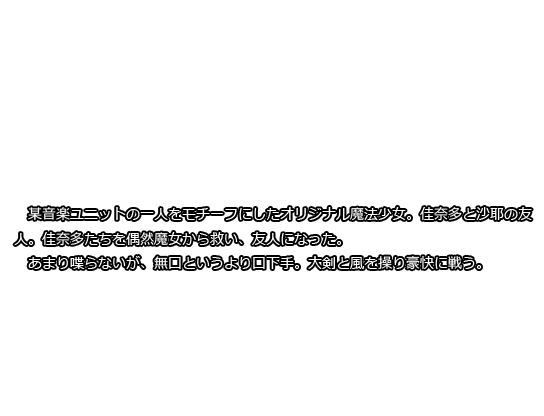 某音楽ユニットの一人をモチーフにしたオリジナル魔法少女。佳奈多と沙耶の友
人。佳奈多たちを偶然魔女から救い、友人になった。
　あまり喋らないが、無口というより口下手。大剣と風を操り豪快に戦う。